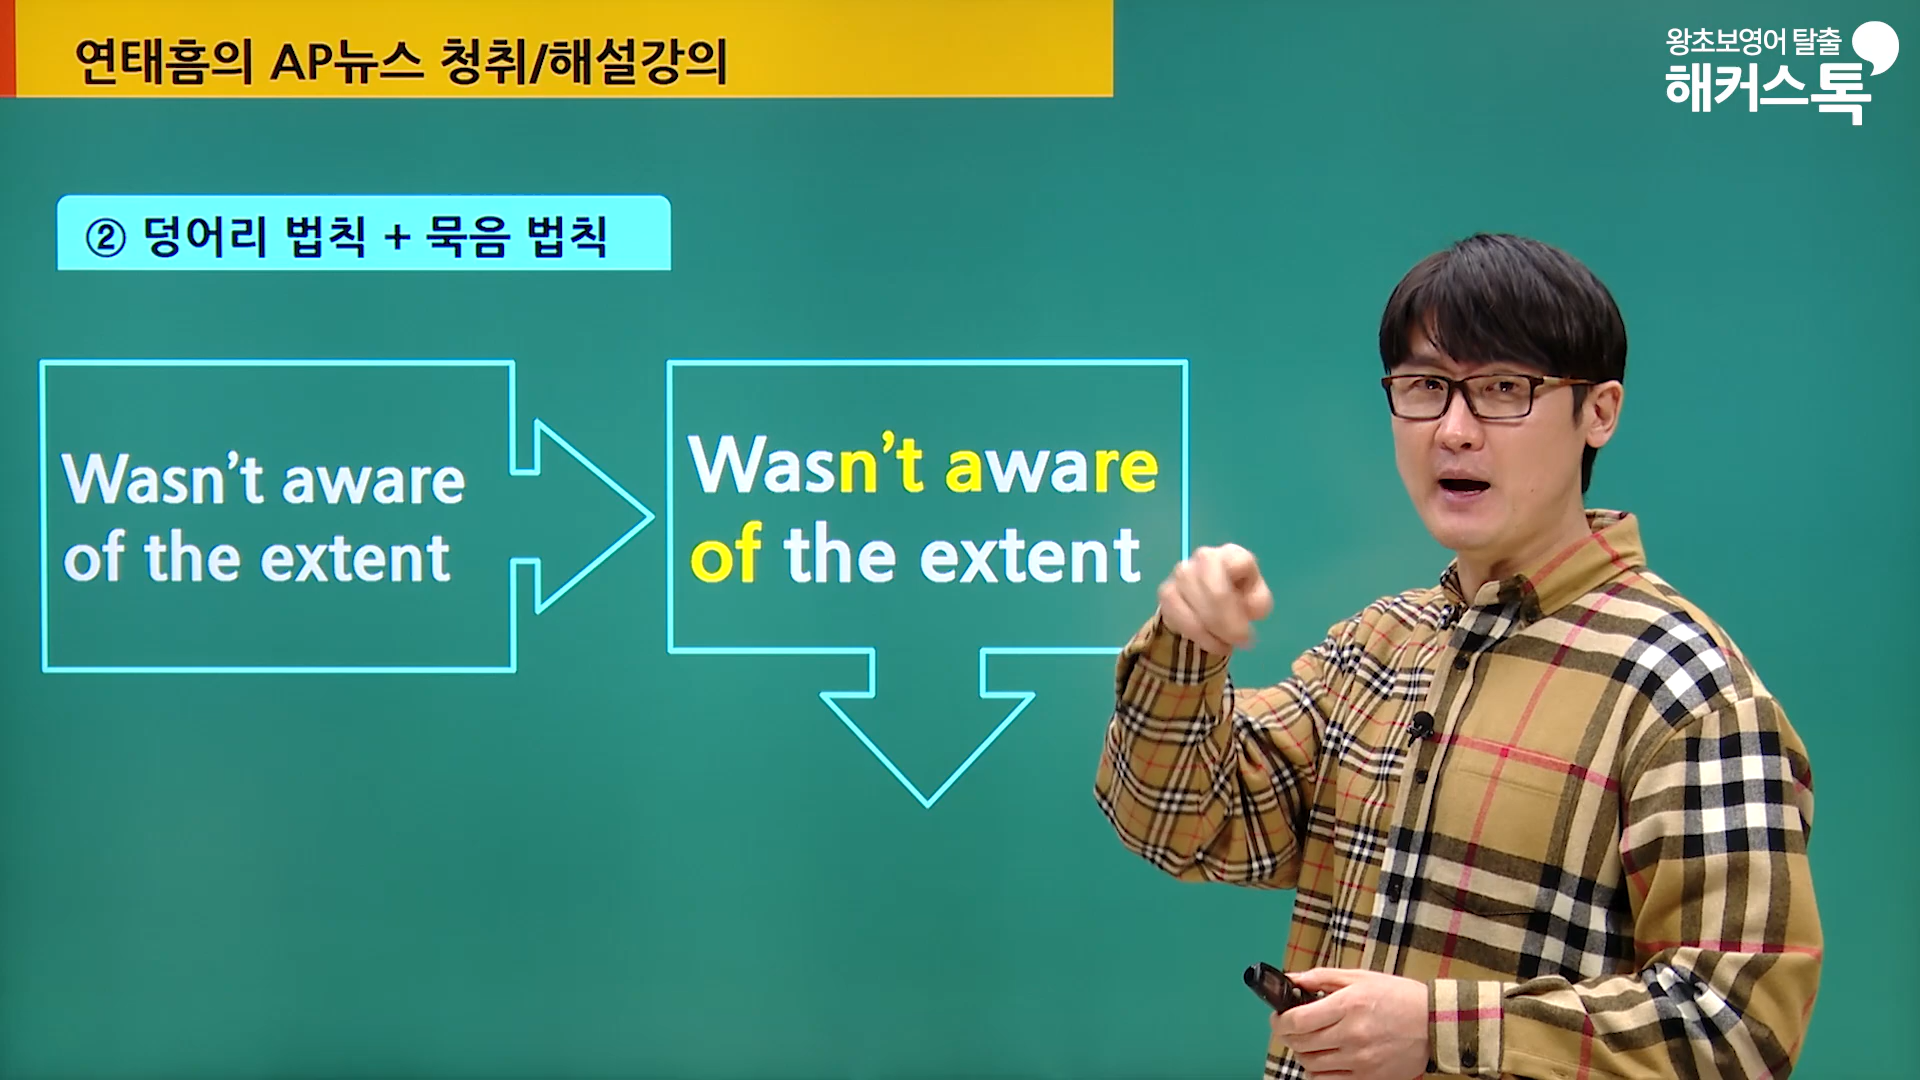 연태흠의 AP뉴스 청취/해설강의
왕초보영어 탈출
해커스톡
② 덩어리 법칙 + 묵음 법칙
Wasn't aware
of the extent
Wasn't aware
of the extent